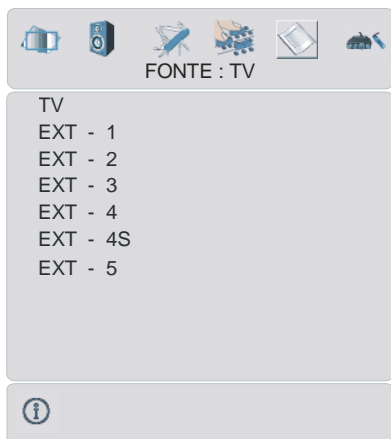 FONTE : TV
TV
EXT - 1
EXT - 2
EXT - 3
EXT - 4
EXT - 4S
EXT - 5